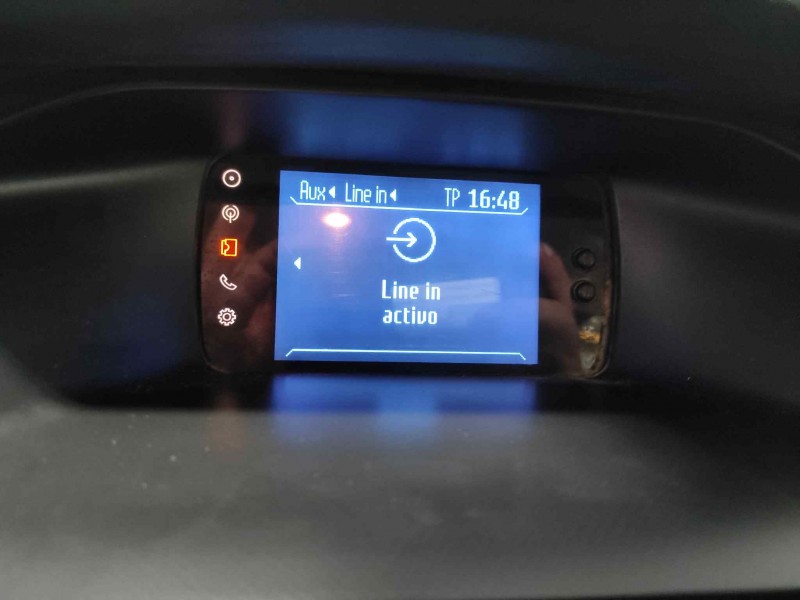 Aux Line in TP 16:48
Line in
activo